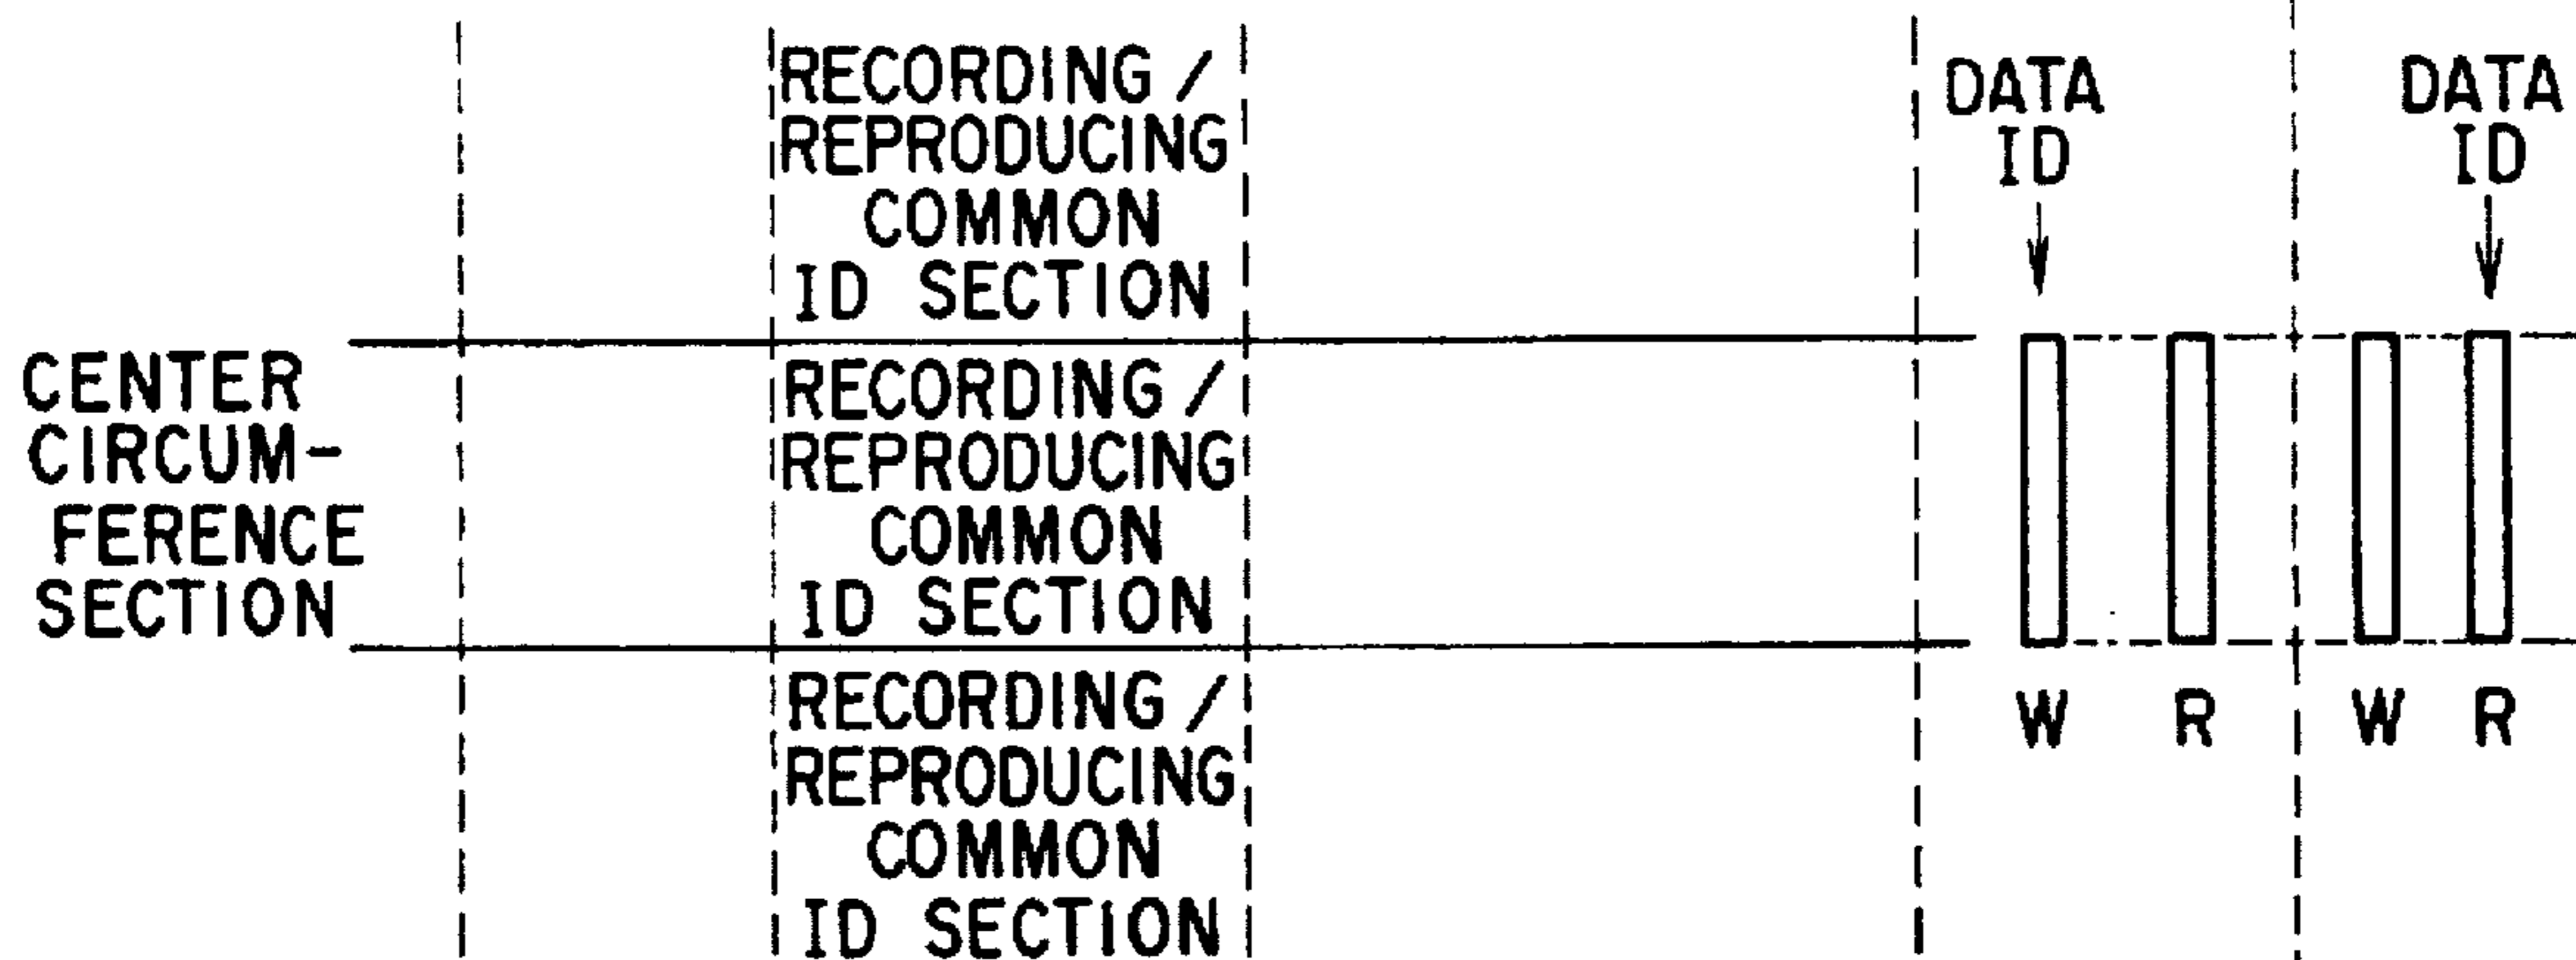 RECORDING /
REPRODUCING
COMMON
ID SECTION
DATA
ID
DATA
ID
CENTER
CIRCUM-
FERENCE
SECTION
RECORDING /
REPRODUCING
COMMON
ID SECTION
W R W R
RECORDING /
REPRODUCING
COMMON
ID SECTION